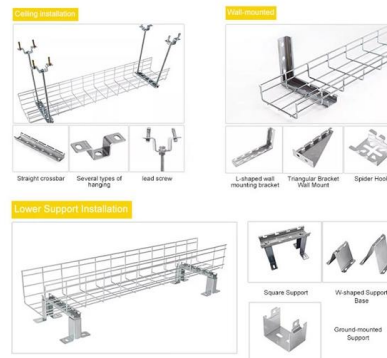 Ceiling installation
Wall-mounted
Straight crossbar
Several types of
hanging
lead screw
L-shaped wall
mounting bracket
Triangular Bracket
Wall Mount
Spider Hook
Lower Support Installation
Square Support
W-shaped Support
Base
Ground-mounted
Support